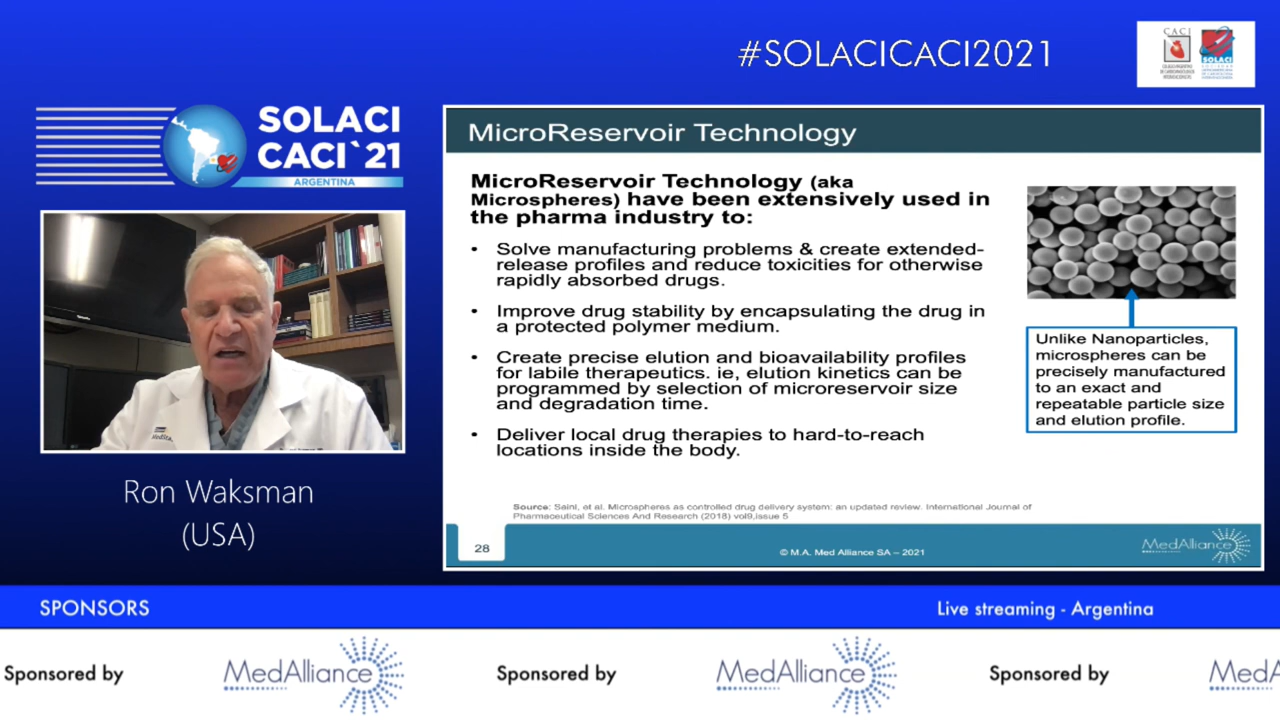 #SOLACICACI2021
CACI
SOLACI
SOLACI
CACI`21
ARGENTINA
Ron Waksman
(USA)
MicroReservoir Technology
MicroReservoir Technology (aka
Microspheres) have been extensively used in
the pharma industry to:
• Solve manufacturing problems & create extended-
release profiles and reduce toxicities for otherwise
rapidly absorbed drugs.
• Improve drug stability by encapsulating the drug in
a protected polymer medium.
• Create precise elution and bioavailability profiles
for labile therapeutics. ie, elution kinetics can be
programmed by selection of microreservoir size
and degradation time.
• Deliver local drug therapies to hard-to-reach
locations inside the body.
Unlike Nanoparticles,
microspheres can be
precisely manufactured
to an exact and
repeatable particle size
and elution profile.
Source: Saini, et al. Microspheres as controlled drug delivery system: an updated review. International Journal of
Pharmaceutical Sciences And Research (2018) vol9,issue 5
28
© M.A. Med Alliance SA – 2021
MedAlliance
SPONSORS
Live streaming - Argentina
Sponsored by
MedAlliance
Sponsored by
MedAlliance
Sponsored by
MedA